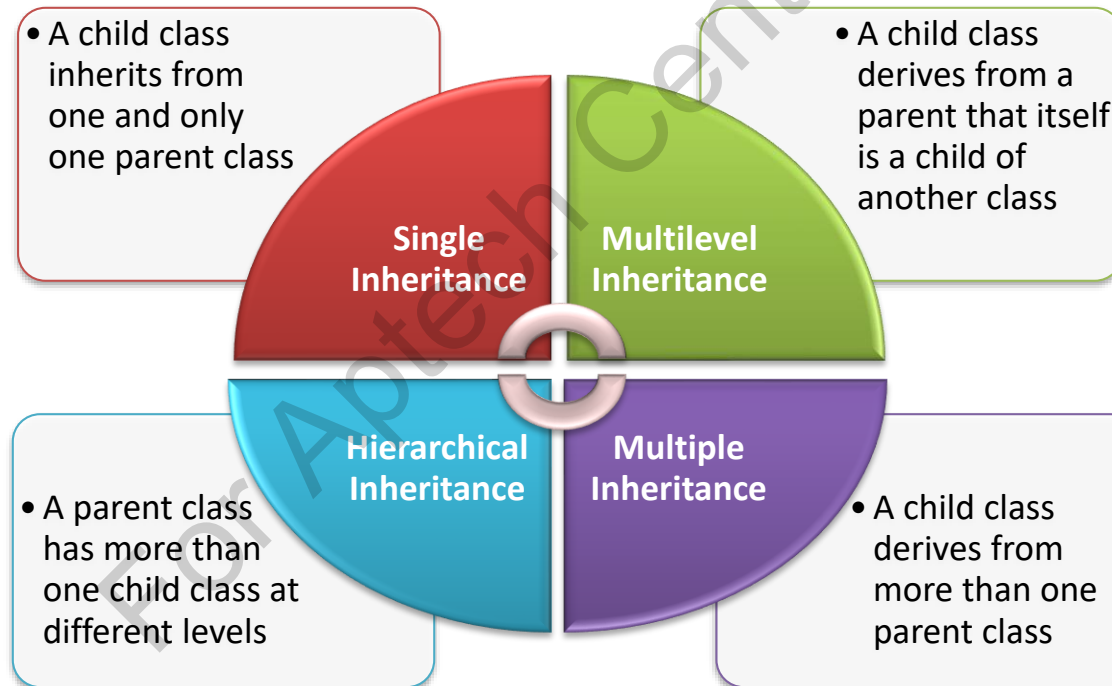 • A child class
inherits from
one and only
one parent class
Single
Inheritance
• A child class
derives from a
parent that itself
is a child of
another class
Multilevel
Inheritance
• A parent class
has more than
one child class at
different levels
Hierarchical
Inheritance
• A child class
derives from
more than one
parent class
Multiple
Inheritance
For Aptech Cent